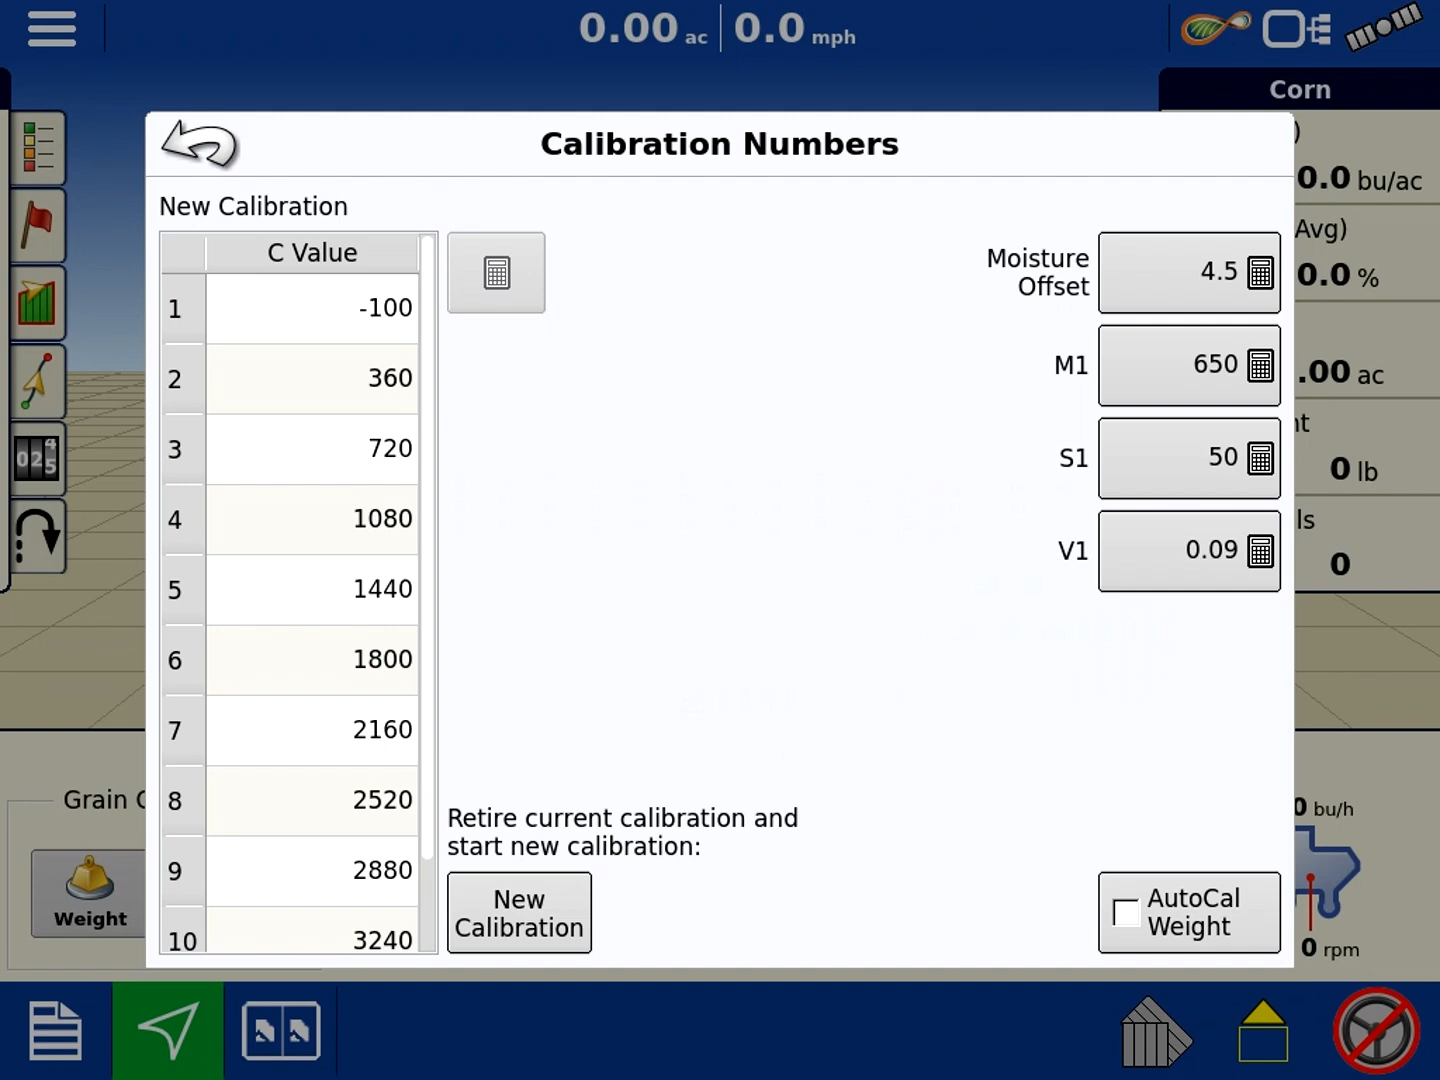 0.00 ac 0.0 mph
Corn
Calibration Numbers
)
0.0 bu/ac
New Calibration
C Value
1 -100
2 360
3 720
4 1080
5 1440
6 1800
7 2160
8 2520
9 2880
10 3240
Moisture
Offset
4.5
M1 650
S1 50
V1 0.09
Avg)
0.0 %
.00 ac
nt
0 lb
ls
0
025
4
5
Retire current calibration and
start new calibration:
New
Calibration
AutoCal
Weight
Grain C
Weight
0 bu/h
0 rpm